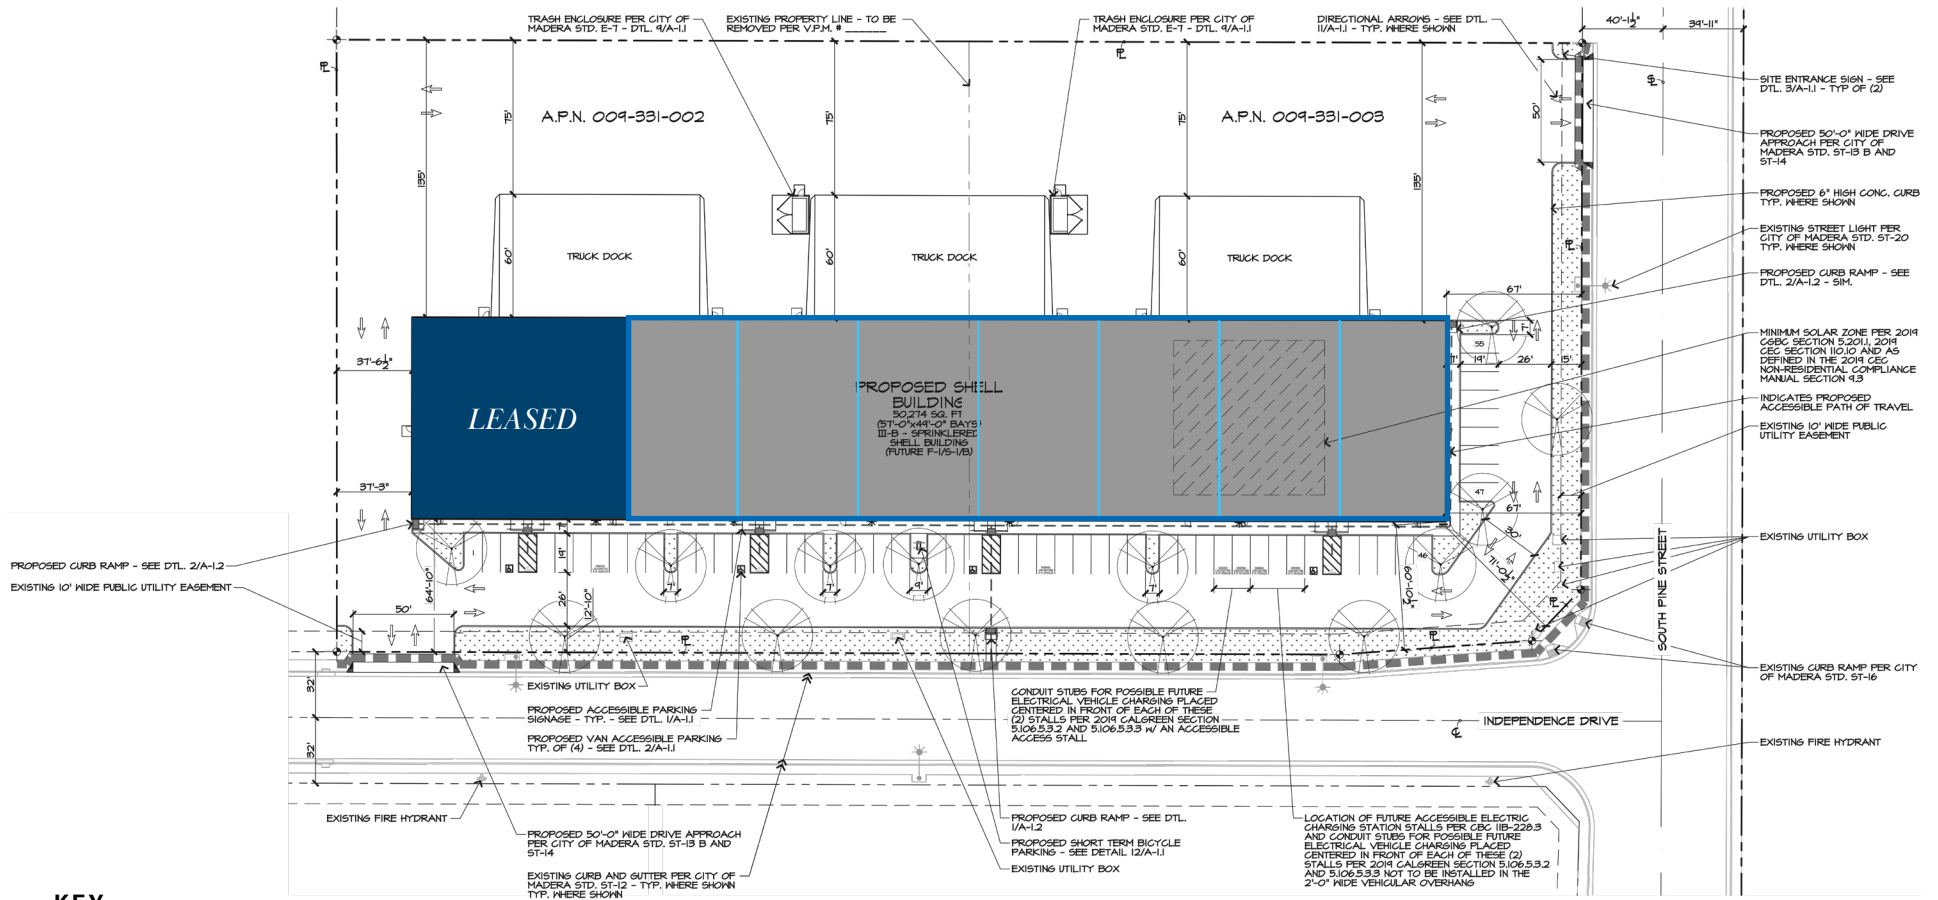 TRASH ENCLOSURE PER CITY OF
MADERA STD. E-7 - DTL. 9/A-1.1
EXISTING PROPERTY LINE - TO BE
REMOVED PER V.P.M. # ______
TRASH ENCLOSURE PER CITY OF
MADERA STD. E-7 - DTL. 9/A-1.1
DIRECTIONAL ARROWS - SEE DTL.
11/A-1.1 - TYP. WHERE SHOWN
40'-1½"
39'-11"
SITE ENTRANCE SIGN - SEE
DTL. 3/A-1.1 - TYP OF (2)
A.P.N. 009-331-002
A.P.N. 009-331-003
75'
75'
75'
50'
PROPOSED 50'-0" WIDE DRIVE
APPROACH PER CITY OF
MADERA STD. ST-13 B AND
ST-14
135'
135'
PROPOSED 6" HIGH CONC. CURB
TYP. WHERE SHOWN
EXISTING STREET LIGHT PER
CITY OF MADERA STD. ST-20
TYP. WHERE SHOWN
60'
TRUCK DOCK
60'
TRUCK DOCK
60'
TRUCK DOCK
PROPOSED CURB RAMP - SEE
DTL. 2/A-1.2 - SIM.
67'
MINIMUM SOLAR ZONE PER 2019
CGBC SECTION 5.201.1, 2019
CEC SECTION 110.10 AND AS
DEFINED IN THE 2019 CEC
NON-RESIDENTIAL COMPLIANCE
MANUAL SECTION 9.3
55
37'-6½"
7'
19'
26'
15'
LEASED
PROPOSED SHELL
BUILDING
50,274 SQ. FT
(57'-0"x49'-0" BAYS)
III-B - SPRINKLERED
SHELL BUILDING
(FUTURE F-1/S-1/B)
INDICATES PROPOSED
ACCESSIBLE PATH OF TRAVEL
EXISTING 10' WIDE PUBLIC
UTILITY EASEMENT
37'-3"
47
67'
30'
71'-0½"
EXISTING UTILITY BOX
PROPOSED CURB RAMP - SEE DTL. 2/A-1.2
EXISTING 10' WIDE PUBLIC UTILITY EASEMENT
1
7'
19'
46
64'-10"
26'
12'-10"
7'
7'
9'
7'
50'
SOUTH PINE STREET
EXISTING CURB RAMP PER CITY
OF MADERA STD. ST-16
32'
32'
EXISTING UTILITY BOX
PROPOSED ACCESSIBLE PARKING
SIGNAGE - TYP. - SEE DTL. 1/A-1.1
PROPOSED VAN ACCESSIBLE PARKING
TYP. OF (4) - SEE DTL. 2/A-1.1
CONDUIT STUBS FOR POSSIBLE FUTURE
ELECTRICAL VEHICLE CHARGING PLACED
CENTERED IN FRONT OF EACH OF THESE
(2) STALLS PER 2019 CALGREEN SECTION
5.106.5.3.2 AND 5.106.5.3.3 W/ AN ACCESSIBLE
ACCESS STALL
INDEPENDENCE DRIVE
EXISTING FIRE HYDRANT
EXISTING FIRE HYDRANT
PROPOSED 50'-0" WIDE DRIVE APPROACH
PER CITY OF MADERA STD. ST-13 B AND
ST-14
EXISTING CURB AND GUTTER PER CITY OF
MADERA STD. ST-12 - TYP. WHERE SHOWN
TYP. WHERE SHOWN
PROPOSED CURB RAMP - SEE DTL.
1/A-1.2
PROPOSED SHORT TERM BICYCLE
PARKING - SEE DETAIL 12/A-1.1
EXISTING UTILITY BOX
LOCATION OF FUTURE ACCESSIBLE ELECTRIC
CHARGING STATION STALLS PER CBC 11B-228.3
AND CONDUIT STUBS FOR POSSIBLE FUTURE
ELECTRICAL VEHICLE CHARGING PLACED
CENTERED IN FRONT OF EACH OF THESE (2)
STALLS PER 2019 CALGREEN SECTION 5.106.5.3.2
AND 5.106.5.3.3 NOT TO BE INSTALLED IN THE
2'-0" WIDE VEHICULAR OVERHANG